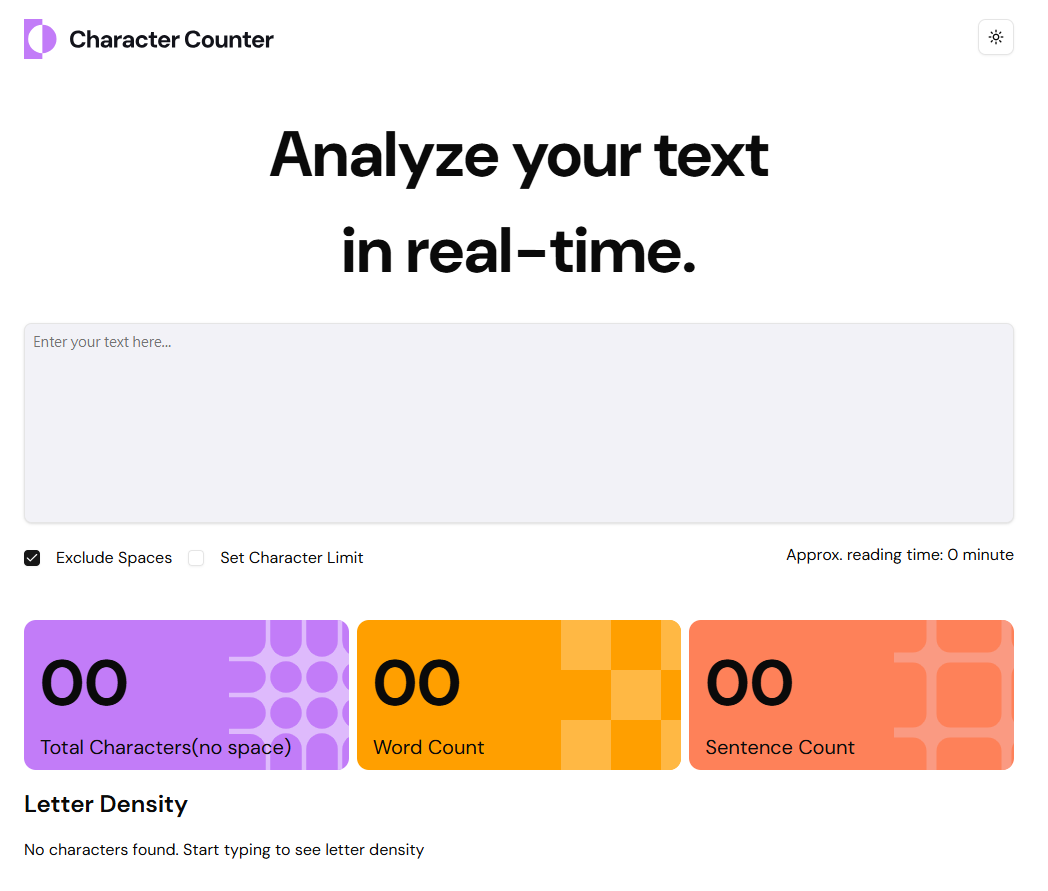 Character Counter
Analyze your text
in real-time.
Enter your text here...
Exclude Spaces
Set Character Limit
Approx. reading time: 0 minute
00
Total Characters(no space)
00
Word Count
00
Sentence Count
Letter Density
No characters found. Start typing to see letter density